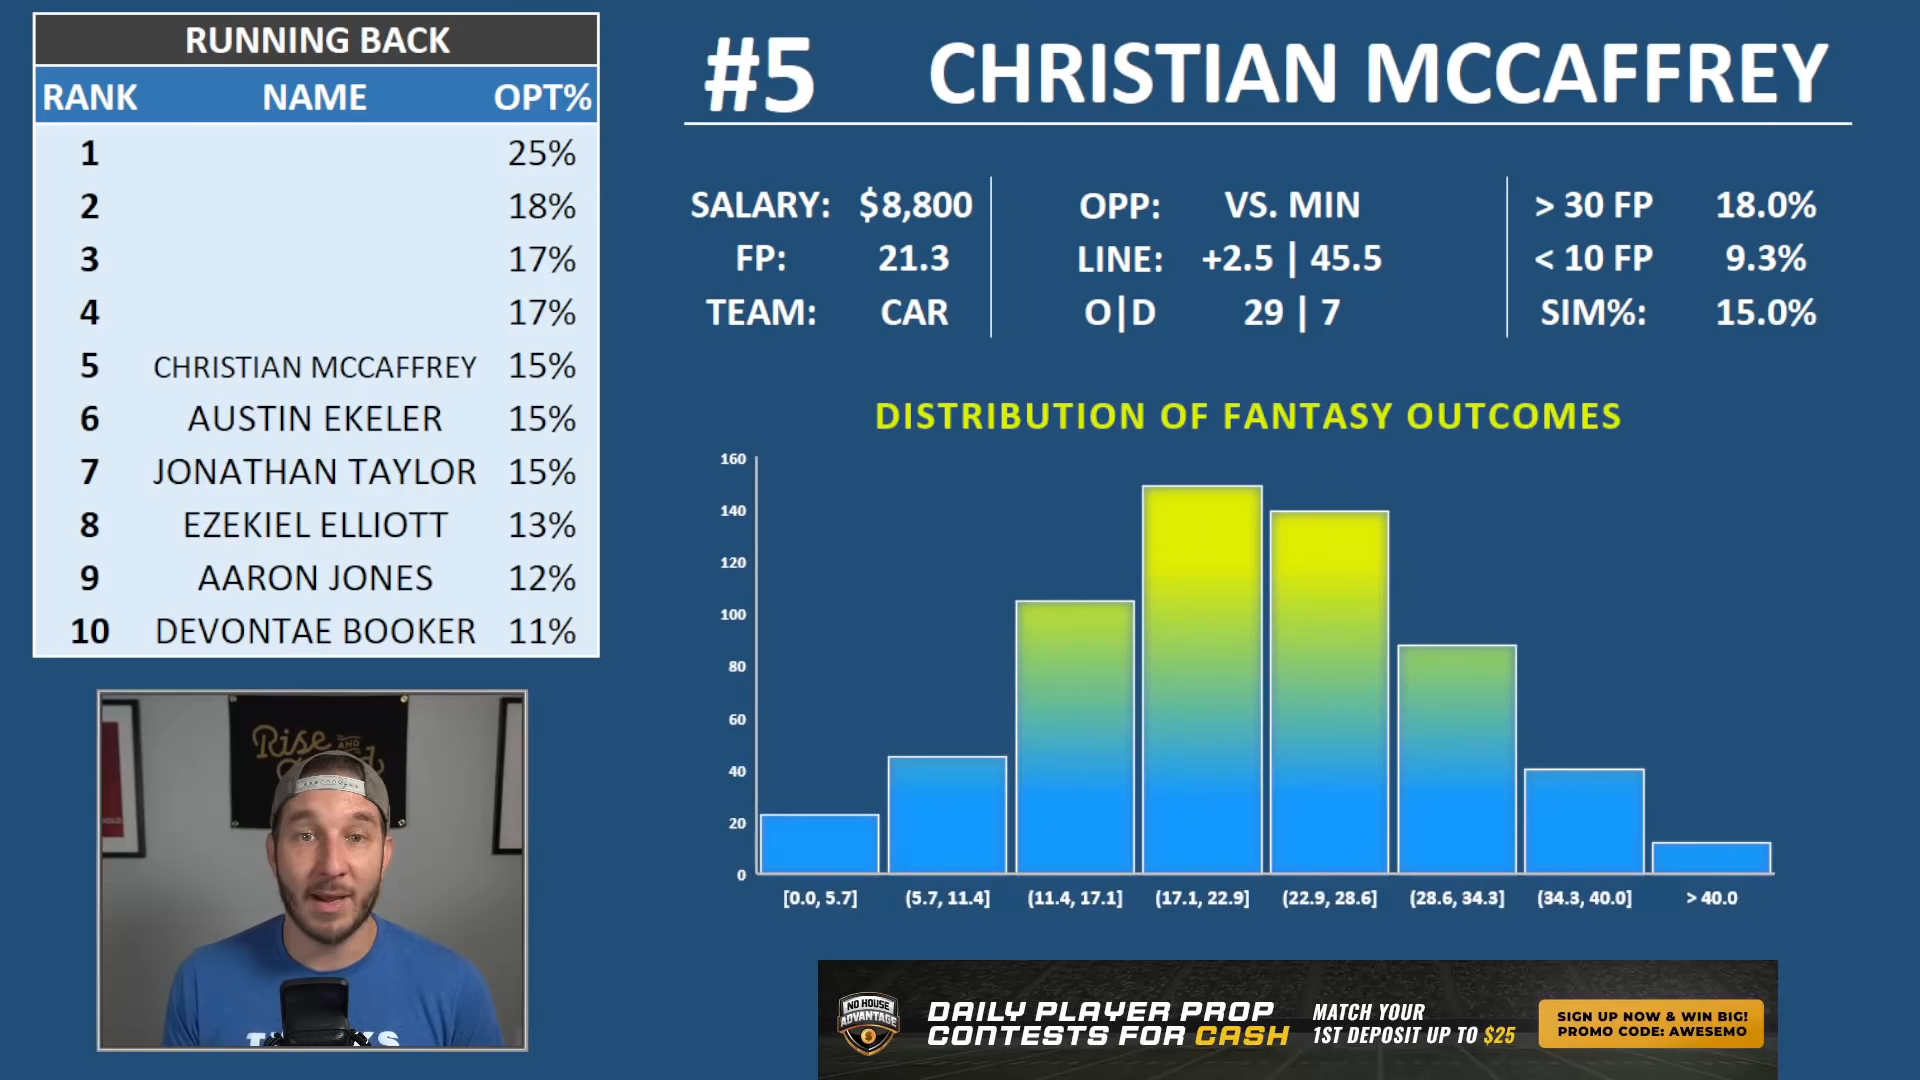 RUNNING BACK
RANK NAME OPT%
1 25%
2 18%
3 17%
4 17%
5 CHRISTIAN MCCAFFREY 15%
6 AUSTIN EKELER 15%
7 JONATHAN TAYLOR 15%
8 EZEKIEL ELLIOTT 13%
9 AARON JONES 12%
10 DEVONTAE BOOKER 11%
#5 CHRISTIAN MCCAFFREY
SALARY: $8,800 OPP: VS. MIN > 30 FP 18.0%
FP: 21.3 LINE: +2.5 | 45.5 < 10 FP 9.3%
TEAM: CAR O|D 29 | 7 SIM%: 15.0%
DISTRIBUTION OF FANTASY OUTCOMES
160
140
120
100
80
60
40
20
0
[0.0, 5.7] (5.7, 11.4] (11.4, 17.1] (17.1, 22.9] (22.9, 28.6] (28.6, 34.3] (34.3, 40.0] > 40.0
Rise AND
NO HOUSE
ADVANTAGE
DAILY PLAYER PROP
CONTESTS FOR CASH
MATCH YOUR
1ST DEPOSIT UP TO $25
SIGN UP NOW & WIN BIG!
PROMO CODE: AWESEMO